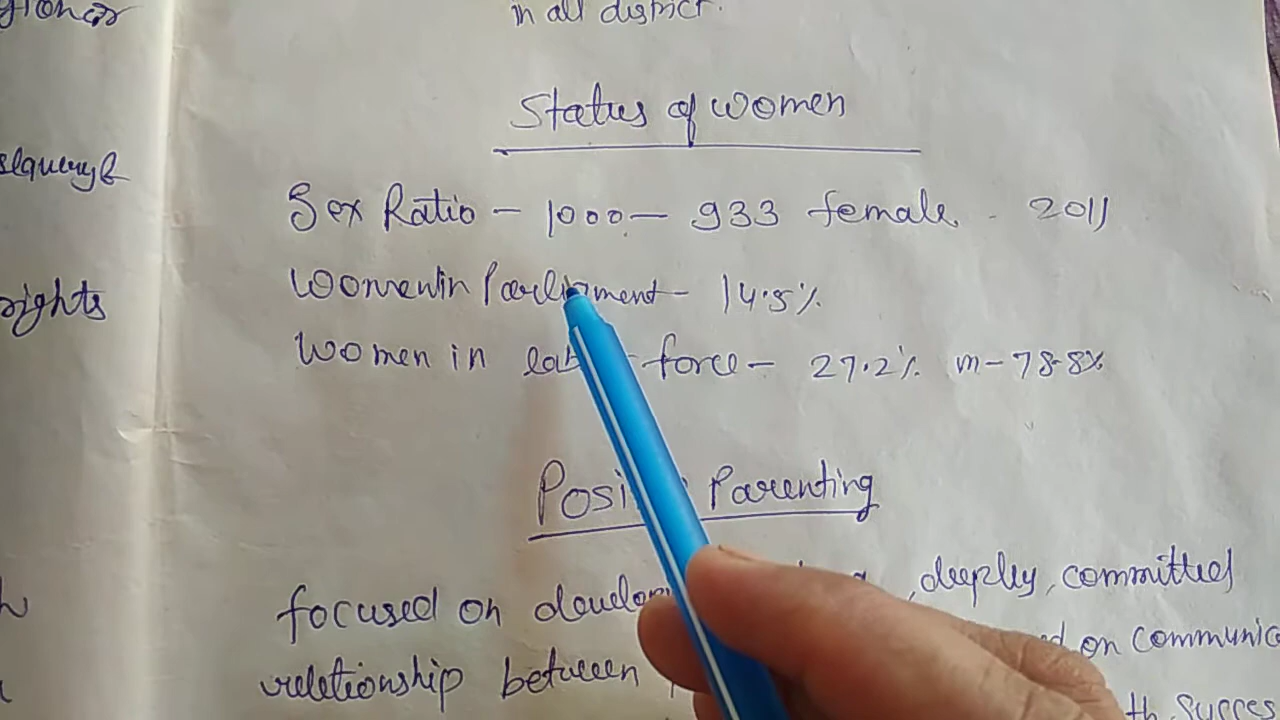 in all district.
Status of women
Sex Ratio - 1000 - 933 female - 2011
rights
Women in Parliament - 14.5%
Women in force - 27.2% m - 78.8%
Parenting
focused on , deeply, committed
on
relationship between